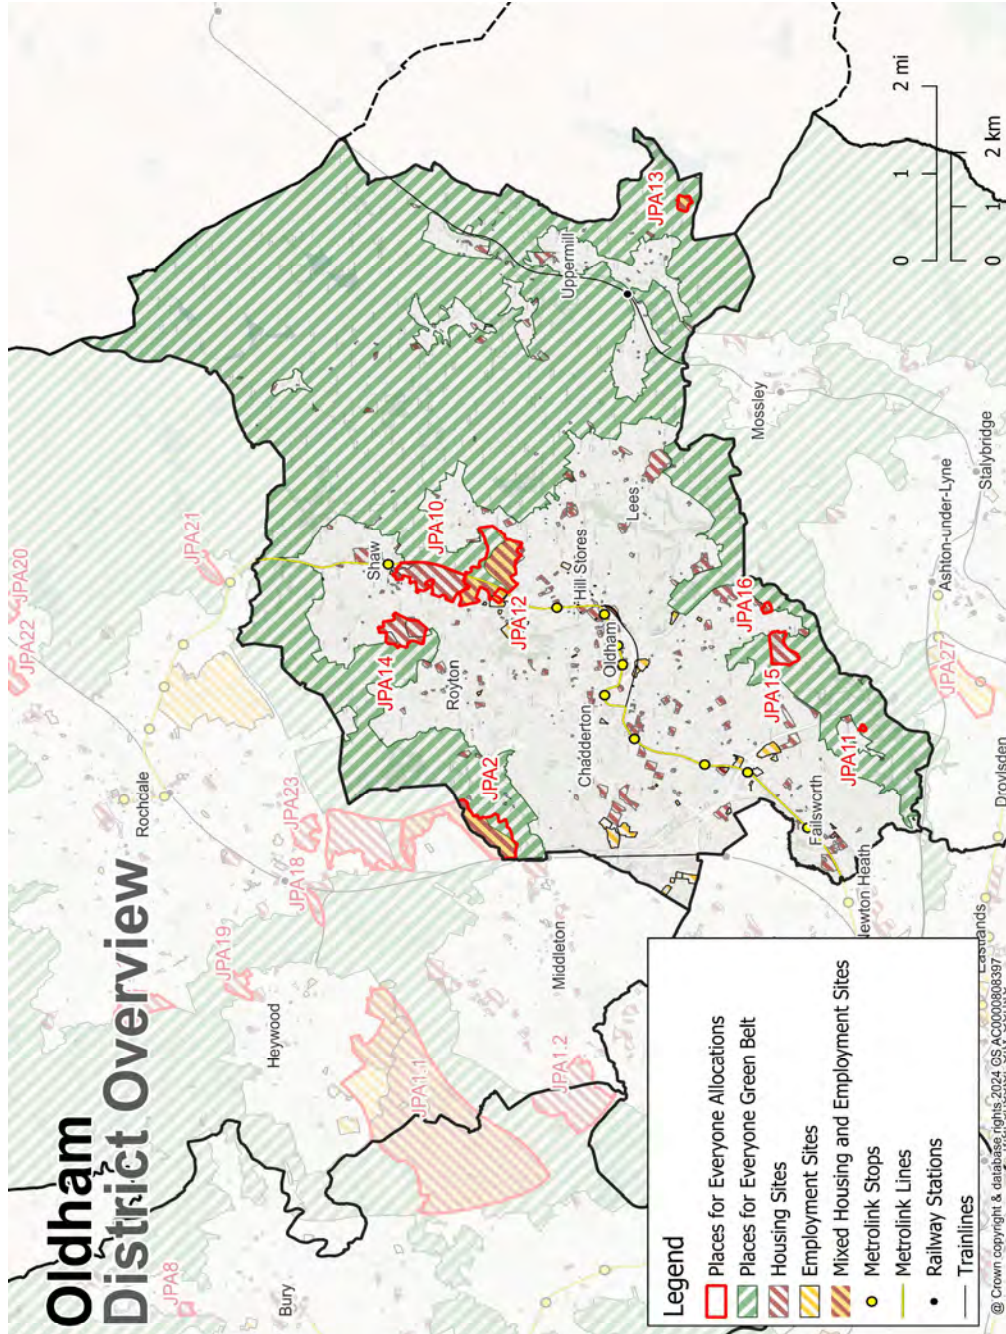 Oldham
District Overview
JPA20
JPA22
JPA21
Rochdale
JPA23
JPA18
JPA19
Heywood
JPA8
Bury
JPA1.1
JPA1.2
Middleton
Shaw
JPA10
JPA14
Royton
JPA12
JPA2
Chadderton
Oldham
Hill Stores
Lees
Uppermill
JPA13
JPA16
JPA15
JPA11
Failsworth
Newton Heath
Mossley
Stalybridge
Ashton-under-Lyne
JPA27
Droylsden
Eastlands
0 1 2 mi
0 1 2 km
Legend
Places for Everyone Allocations
Places for Everyone Green Belt
Housing Sites
Employment Sites
Mixed Housing and Employment Sites
Metrolink Stops
Metrolink Lines
Railway Stations
Trainlines
@ Crown copyright & database rights 2024 OS AC0000808397